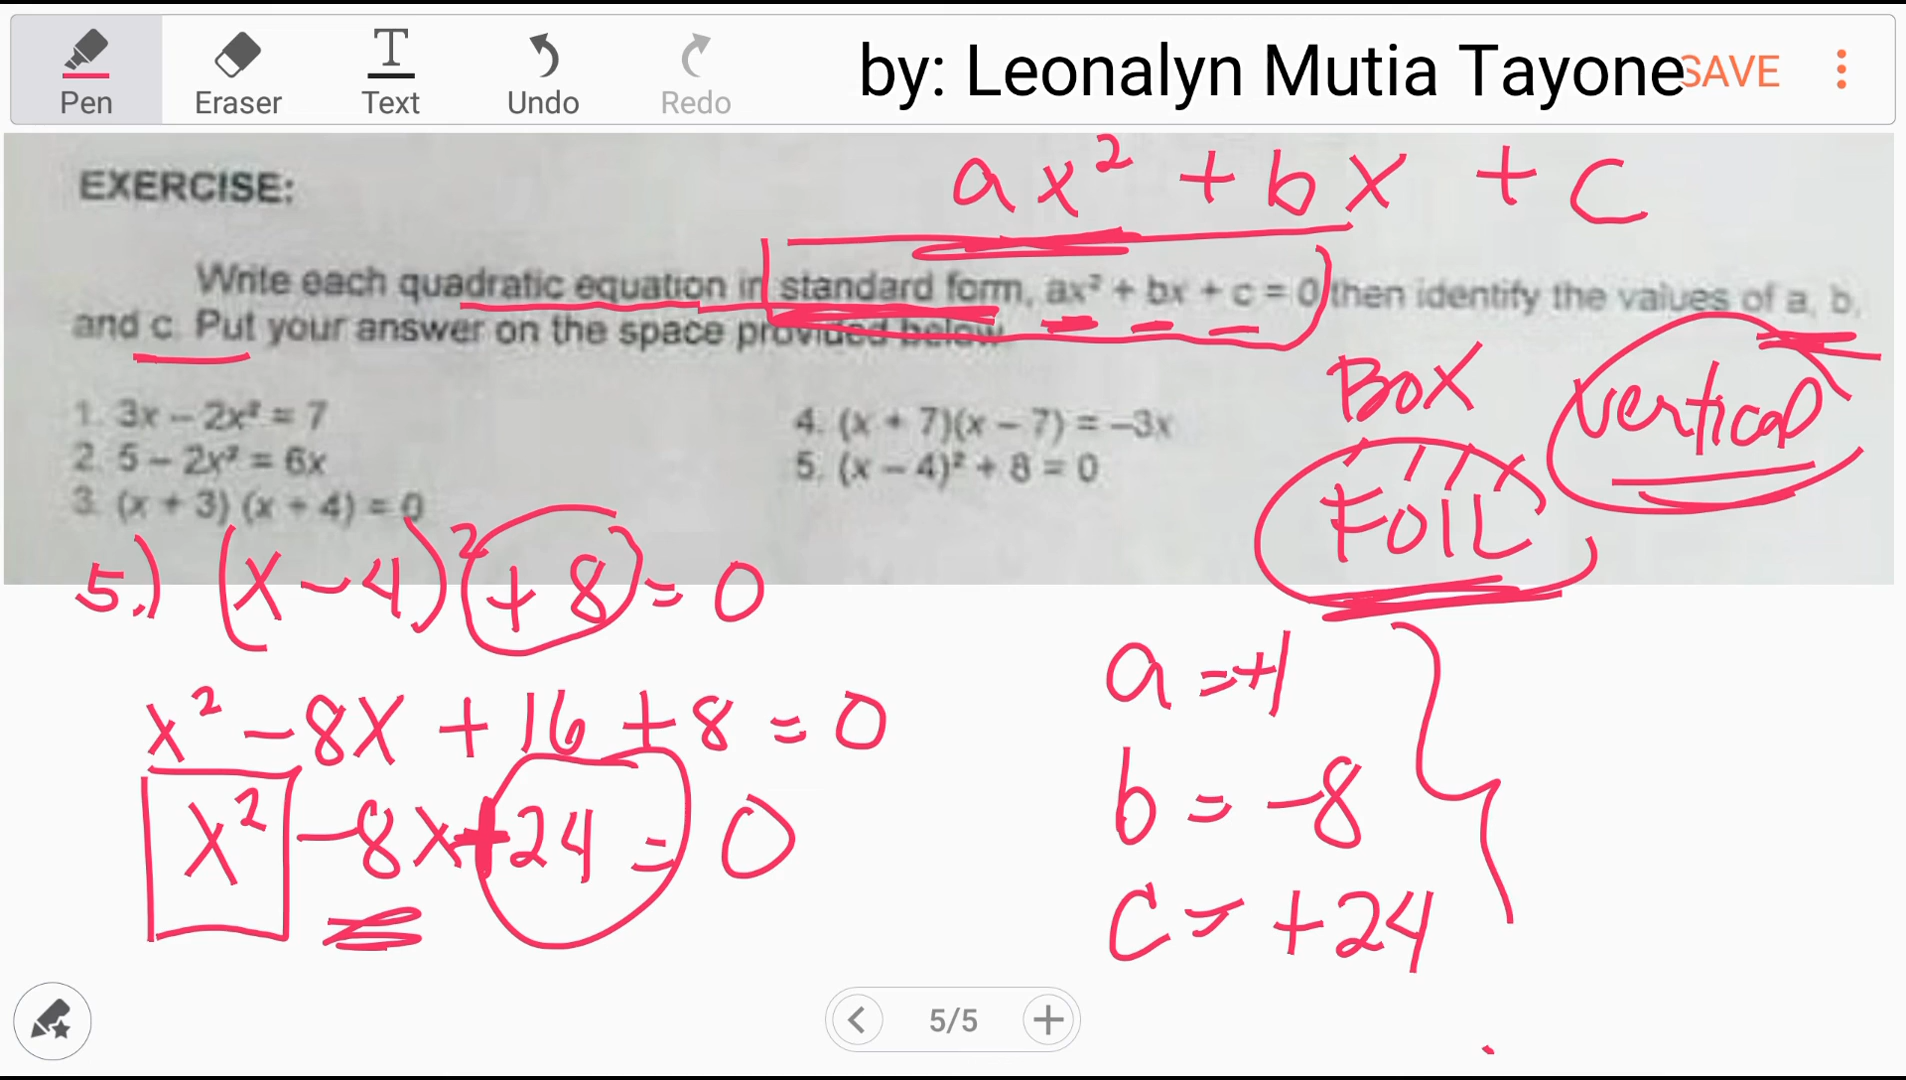 Pen Eraser Text Undo Redo by: Leonalyn Mutia Tayone SAVE
ax² + bx + c
EXERCISE:
Write each quadratic equation in standard form, ax² + bx + c = 0 then identify the values of a, b,
and c. Put your answer on the space provided below.
1. 3x – 2x² = 7
2. 5 – 2x² = 6x
3. (x + 3) (x + 4) = 0
4. (x + 7)(x – 7) = –3x
5. (x – 4)² + 8 = 0
BOX
vertical
FOIL
5.) (x – 4)² + 8 = 0
x² – 8x + 16 + 8 = 0
x² – 8x + 24 = 0
a = +1
b = –8
c = +24
5/5